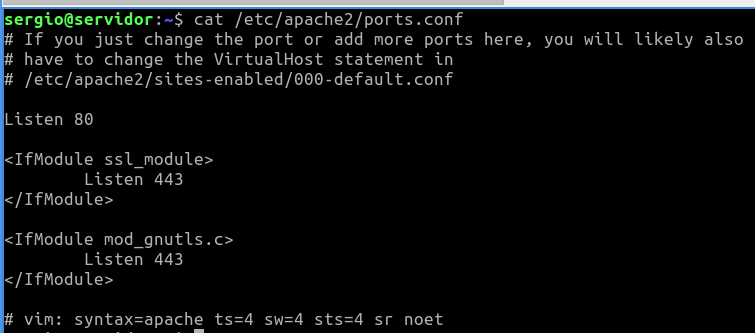 sergio@servidor:~$ cat /etc/apache2/ports.conf
# If you just change the port or add more ports here, you will likely also
# have to change the VirtualHost statement in
# /etc/apache2/sites-enabled/000-default.conf

Listen 80

<IfModule ssl_module>
        Listen 443
</IfModule>

<IfModule mod_gnutls.c>
        Listen 443
</IfModule>

# vim: syntax=apache ts=4 sw=4 sts=4 sr noet